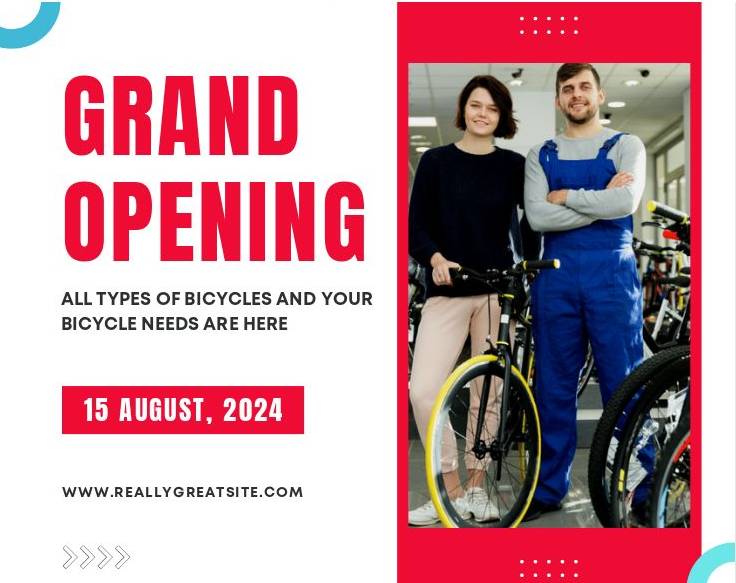 GRAND
OPENING
ALL TYPES OF BICYCLES AND YOUR
BICYCLE NEEDS ARE HERE
15 AUGUST, 2024
WWW.REALLYGREATSITE.COM